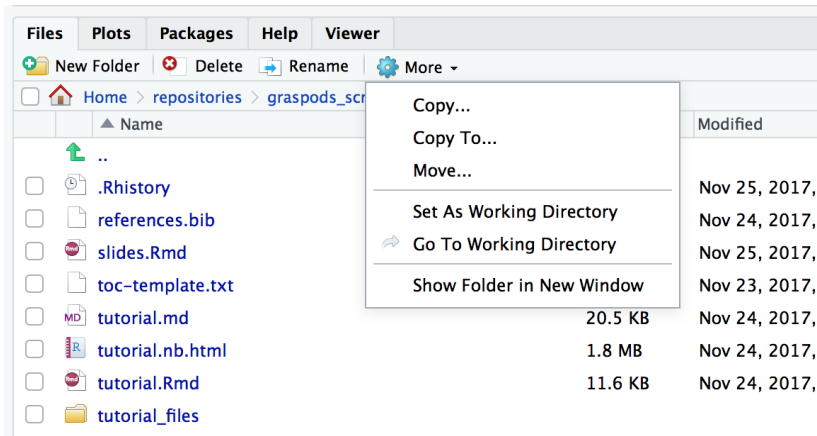 Files Plots Packages Help Viewer
New Folder Delete Rename More
Home > repositories > graspods_scr
Copy...
Copy To...
Move...
Set As Working Directory
Go To Working Directory
Show Folder in New Window
Name Modified
..
.Rhistory Nov 25, 2017,
references.bib Nov 24, 2017,
Rmd slides.Rmd Nov 25, 2017,
toc-template.txt Nov 23, 2017,
MD tutorial.md 20.5 KB Nov 24, 2017,
R tutorial.nb.html 1.8 MB Nov 24, 2017,
Rmd tutorial.Rmd 11.6 KB Nov 24, 2017,
tutorial_files